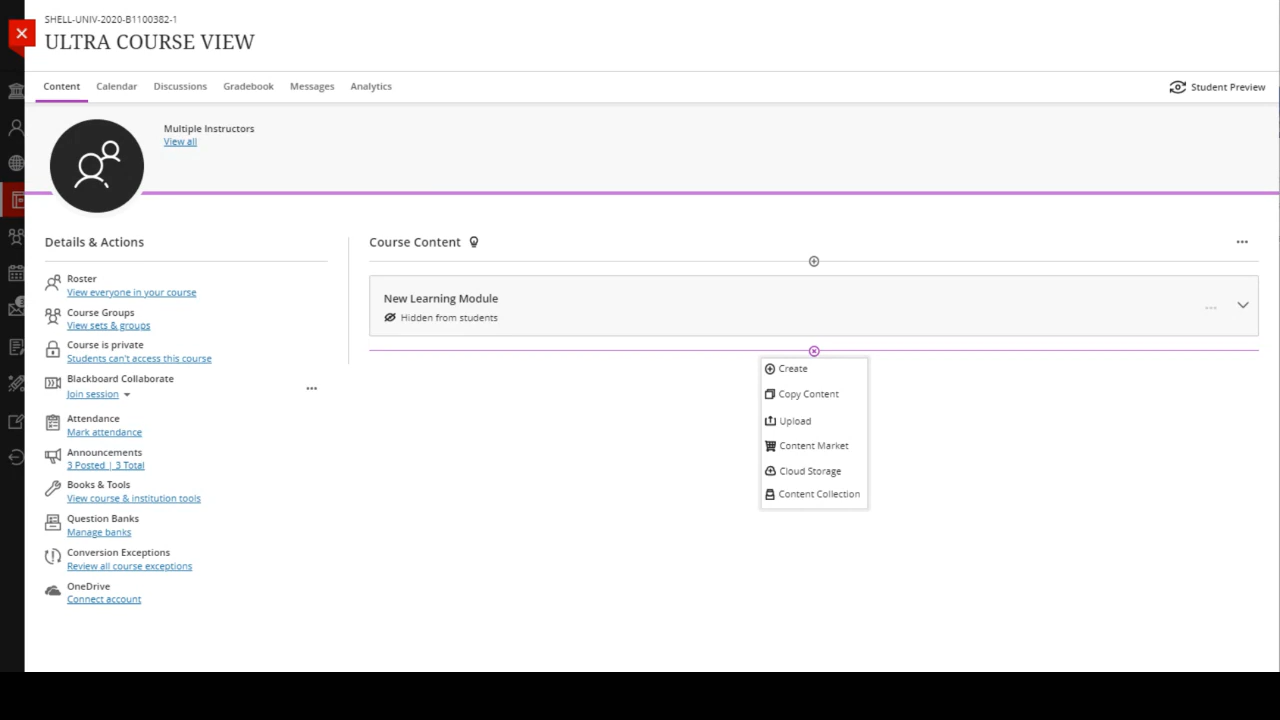 SHELL-UNIV-2020-B1100382-1
ULTRA COURSE VIEW
Content
Calendar
Discussions
Gradebook
Messages
Analytics
Student Preview
Multiple Instructors
View all
Details & Actions
Roster
View everyone in your course
Course Groups
View sets & groups
Course is private
Students can't access this course
Blackboard Collaborate
Join session
Attendance
Mark attendance
Announcements
3 Posted | 3 Total
Books & Tools
View course & institution tools
Question Banks
Manage banks
Conversion Exceptions
Review all course exceptions
OneDrive
Connect account
Course Content
New Learning Module
Hidden from students
Create
Copy Content
Upload
Content Market
Cloud Storage
Content Collection